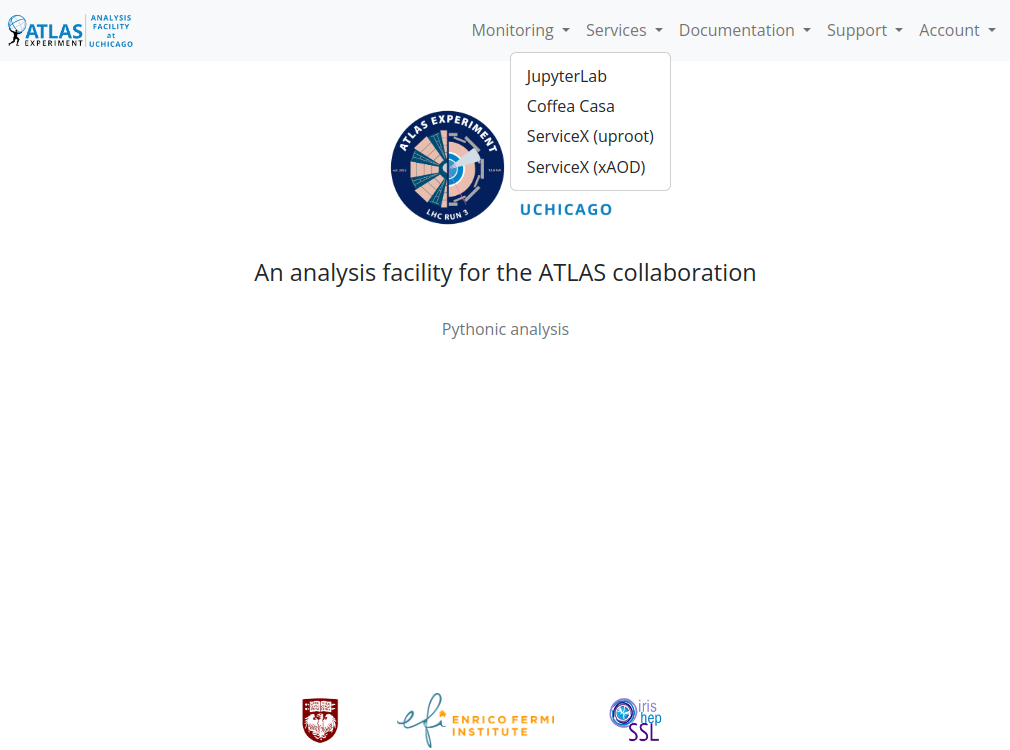 ATLAS
EXPERIMENT
ANALYSIS
FACILITY
at
UCHICAGO
Monitoring
Services
Documentation
Support
Account
JupyterLab
Coffea Casa
ServiceX (uproot)
ServiceX (xAOD)
ATLAS EXPERIMENT
LHC RUN 3
UCHICAGO
An analysis facility for the ATLAS collaboration
Pythonic analysis
efi
ENRICO FERMI
INSTITUTE
iris
hep
SSL